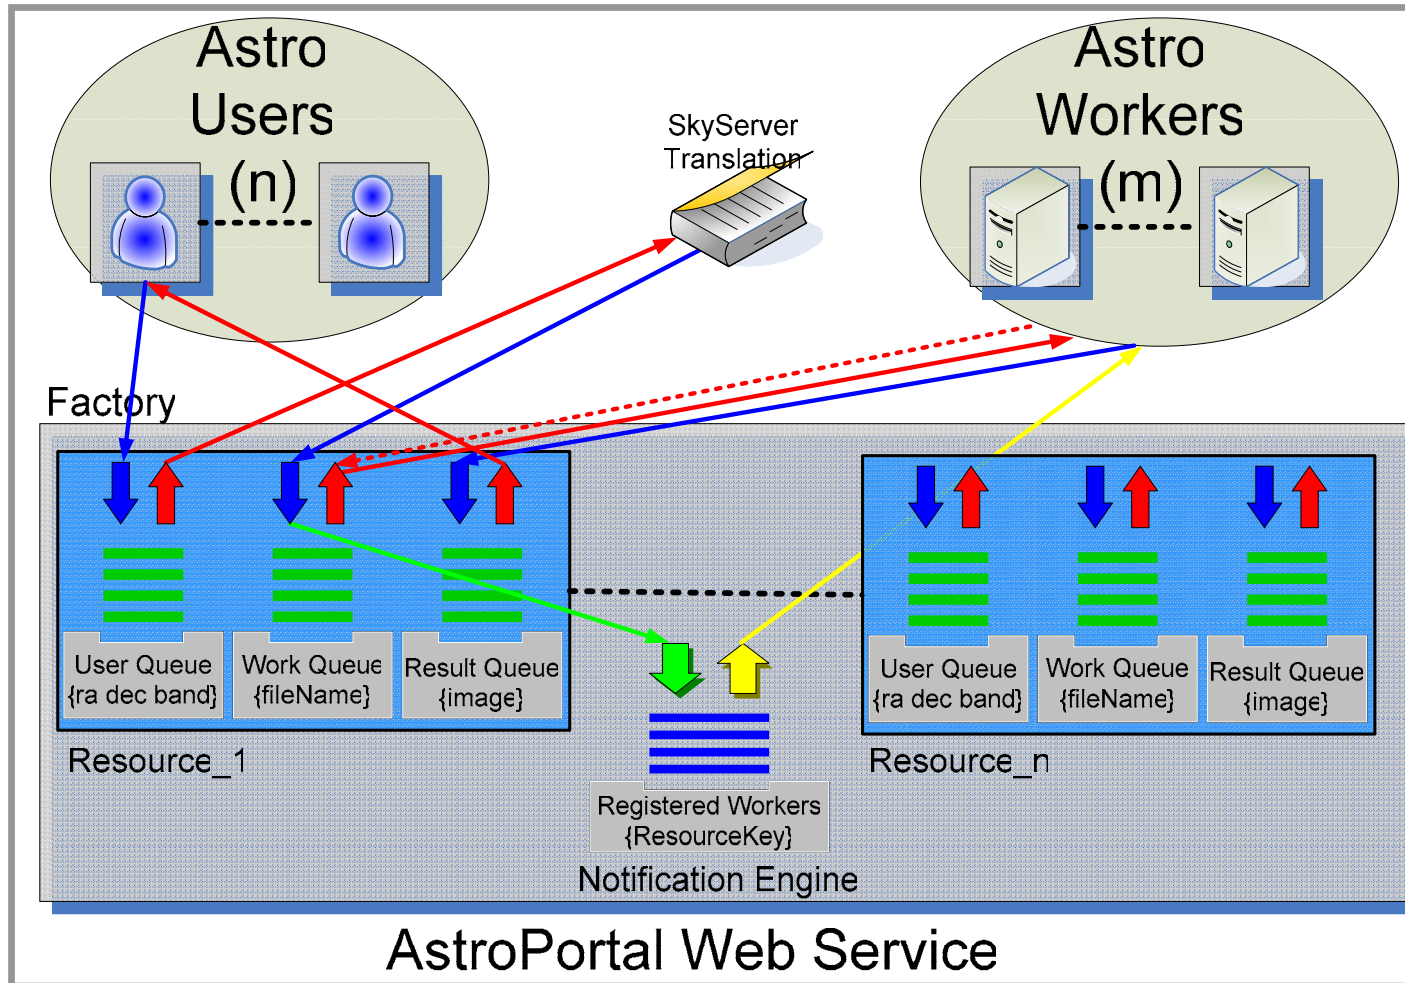 Astro
Users
(n)
SkyServer
Translation
Astro
Workers
(m)
Factory
User Queue
{ra dec band}
Work Queue
{fileName}
Result Queue
{image}
Resource_1
User Queue
{ra dec band}
Work Queue
{fileName}
Result Queue
{image}
Resource_n
Registered Workers
{ResourceKey}
Notification Engine
AstroPortal Web Service